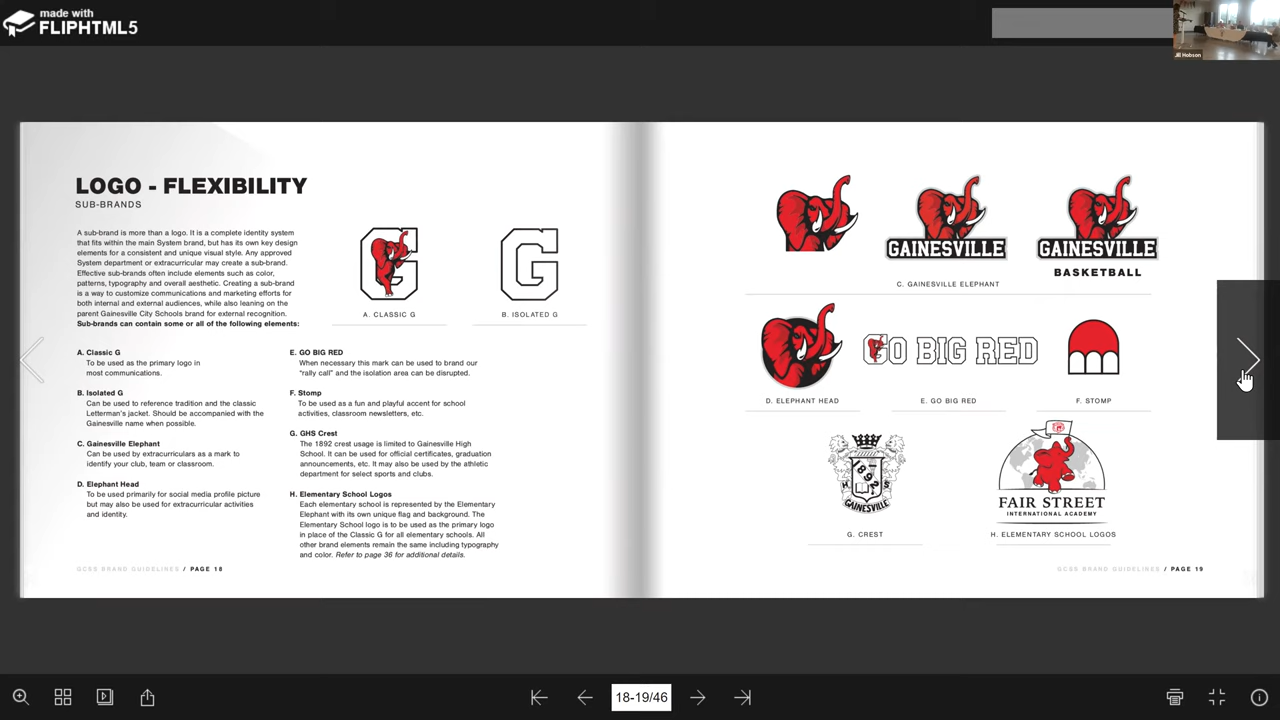 made with
FLIPHTML5
Jill Hobson
LOGO - FLEXIBILITY
SUB-BRANDS
A sub-brand is more than a logo. It is a complete identity system
that fits within the main System brand, but has its own key design
elements for a consistent and unique visual style. Any approved
System department or extracurricular may create a sub-brand.
Effective sub-brands often include elements such as color,
patterns, typography and overall aesthetic. Creating a sub-brand
is a way to customize communications and marketing efforts for
both internal and external audiences, while also leaning on the
parent Gainesville City Schools brand for external recognition.
Sub-brands can contain some or all of the following elements:
G
A. CLASSIC G
G
B. ISOLATED G
A. Classic G
To be used as the primary logo in
most communications.
B. Isolated G
Can be used to reference tradition and the classic
Letterman's jacket. Should be accompanied with the
Gainesville name when possible.
C. Gainesville Elephant
Can be used by extracurriculars as a mark to
identify your club, team or classroom.
D. Elephant Head
To be used primarily for social media profile picture
but may also be used for extracurricular activities
and identity.
E. GO BIG RED
When necessary this mark can be used to brand our
“rally call” and the isolation area can be disrupted.
F. Stomp
To be used as a fun and playful accent for school
activities, classroom newsletters, etc.
G. GHS Crest
The 1892 crest usage is limited to Gainesville High
School. It can be used for official certificates, graduation
announcements, etc. It may also be used by the athletic
department for select sports and clubs.
H. Elementary School Logos
Each elementary school is represented by the Elementary
Elephant with its own unique flag and background. The
Elementary School logo is to be used as the primary logo
in place of the Classic G for all elementary schools. All
other brand elements remain the same including typography
and color. Refer to page 36 for additional details.
GCSS BRAND GUIDELINES / PAGE 18
GAINESVILLE
GAINESVILLE
BASKETBALL
C. GAINESVILLE ELEPHANT
D. ELEPHANT HEAD
GO BIG RED
E. GO BIG RED
F. STOMP
1892
G H S
GAINESVILLE
G. CREST
FAIR STREET
INTERNATIONAL ACADEMY
H. ELEMENTARY SCHOOL LOGOS
GCSS BRAND GUIDELINES / PAGE 19
18-19/46